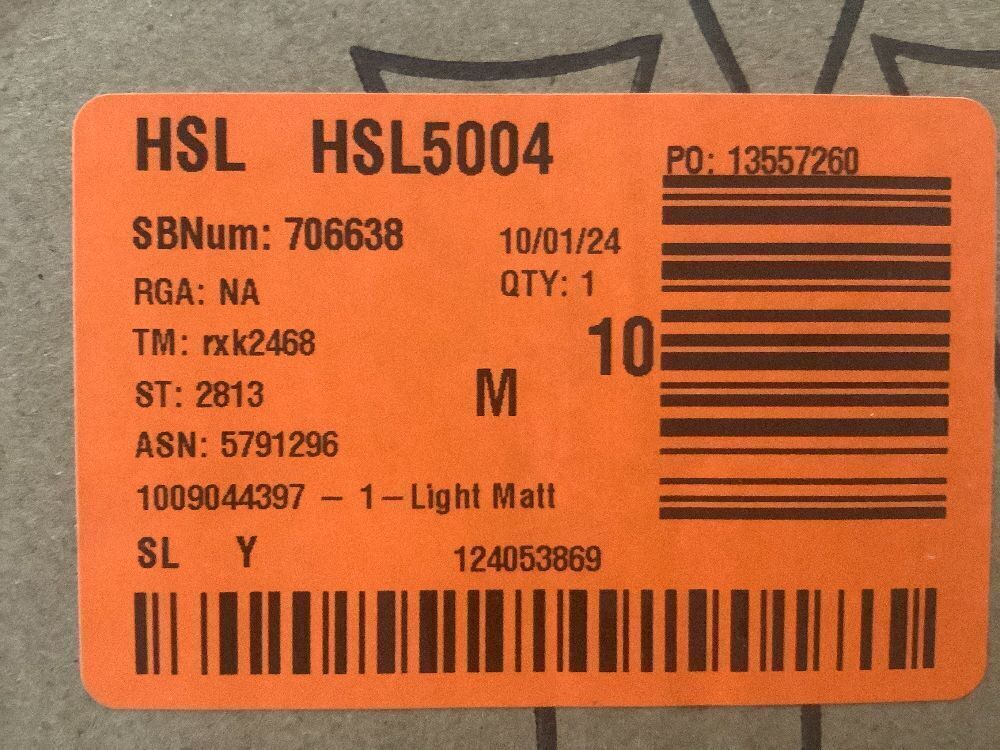 HSL HSL5004
PO: 13557260
SBNum: 706638
10/01/24
RGA: NA
QTY: 1
TM: rxk2468
10
ST: 2813
M
ASN: 5791296
1009044397 – 1–Light Matt
SL Y
124053869